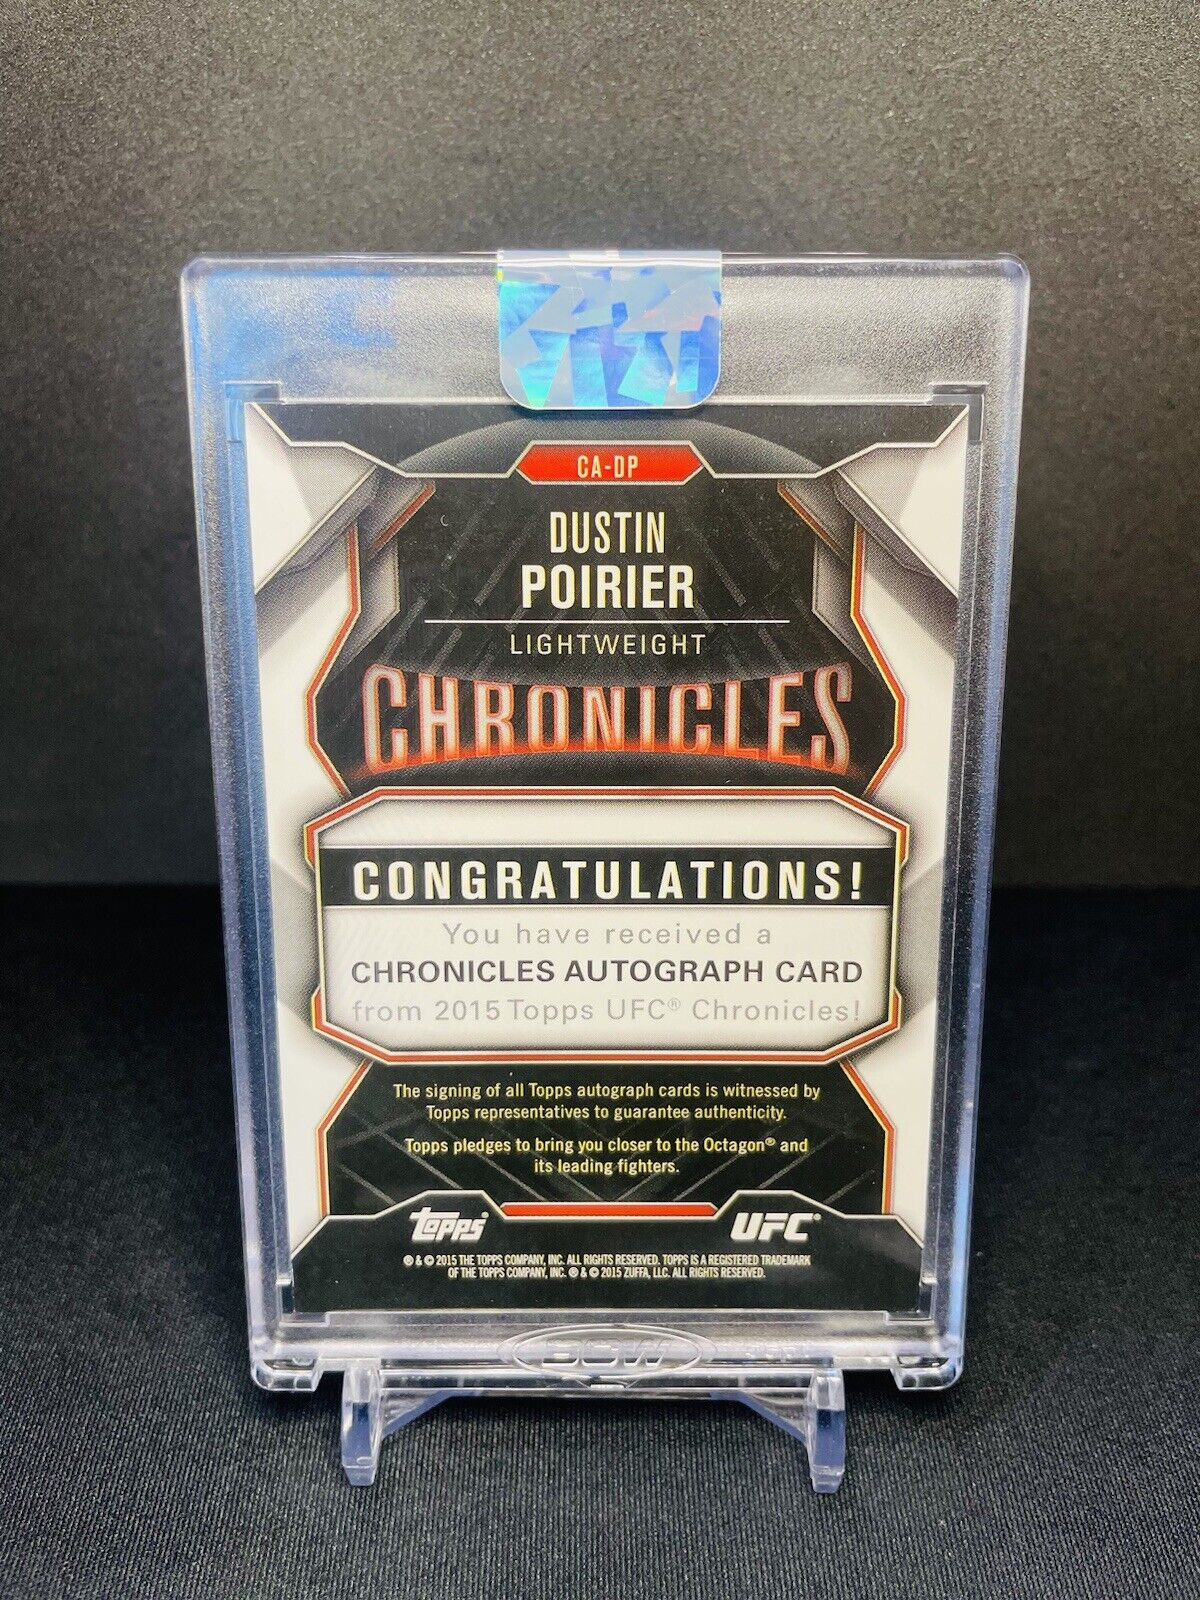 CA-DP
DUSTIN
POIRIER
LIGHTWEIGHT
CHRONICLES
CONGRATULATIONS!
You have received a
CHRONICLES AUTOGRAPH CARD
from 2015 Topps UFC® Chronicles!
The signing of all Topps autograph cards is witnessed by
Topps representatives to guarantee authenticity.
Topps pledges to bring you closer to the Octagon® and
its leading fighters.
topps® UFC®
® & © 2015 THE TOPPS COMPANY, INC. ALL RIGHTS RESERVED. TOPPS IS A REGISTERED TRADEMARK
OF THE TOPPS COMPANY, INC. ® & © 2015 ZUFFA, LLC. ALL RIGHTS RESERVED.
BCW